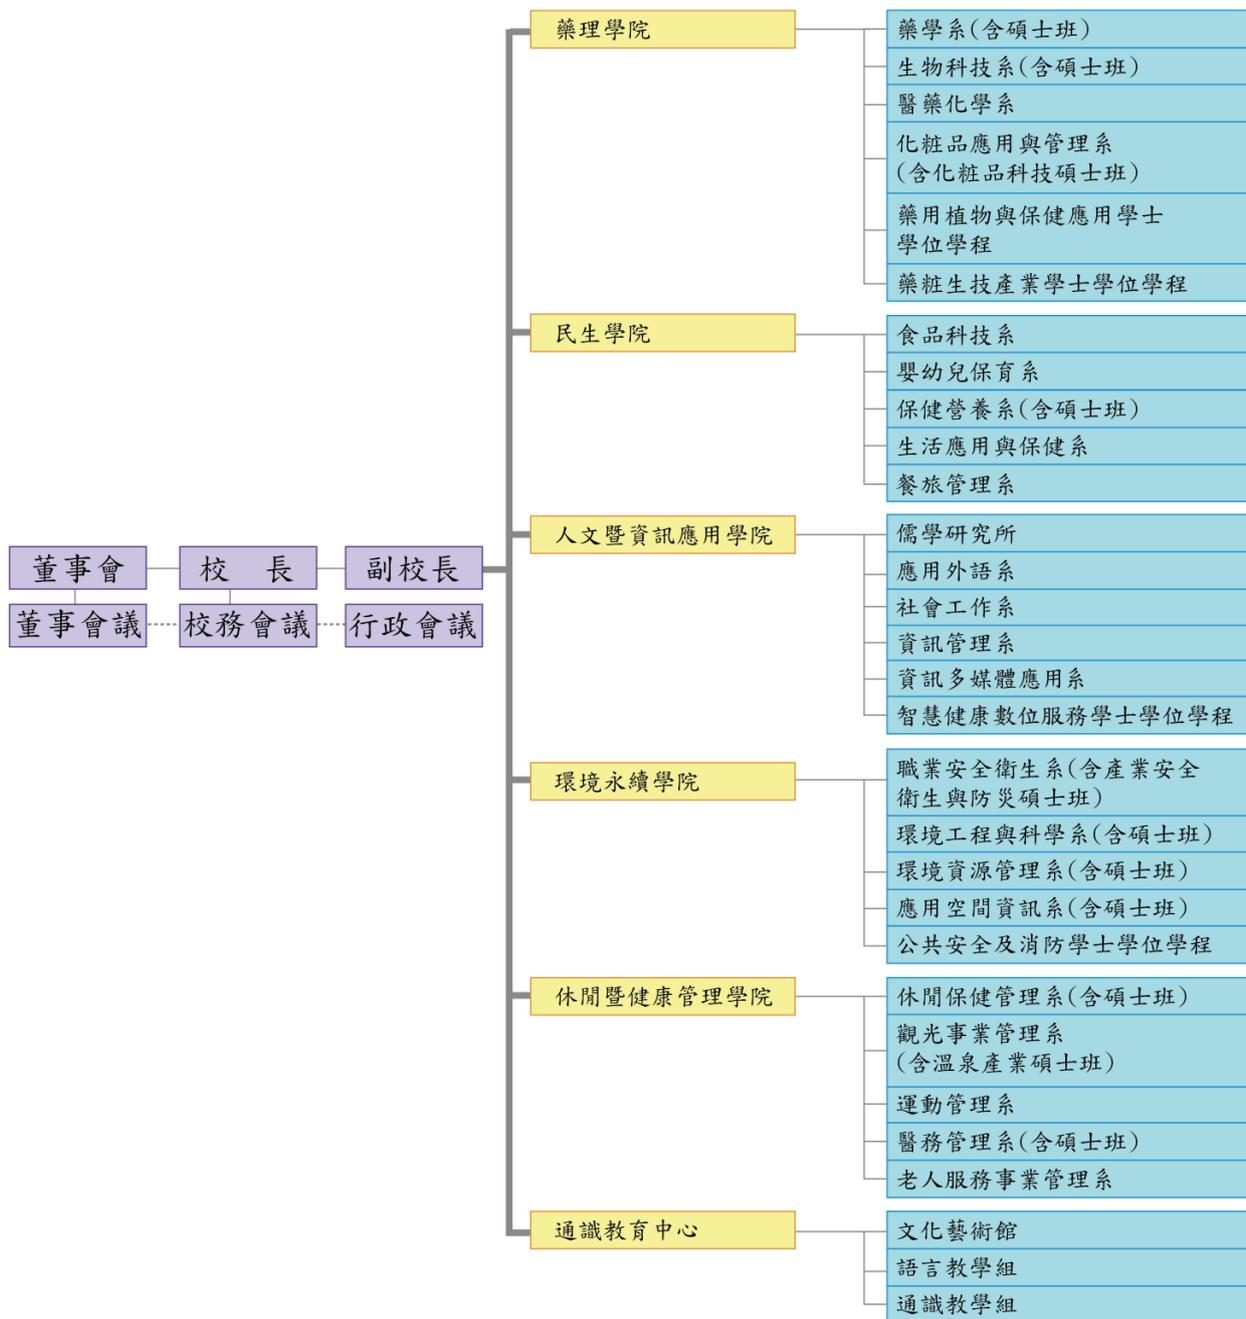 藥理學院
藥學系(含碩士班)
生物科技系(含碩士班)
醫藥化學系
化粧品應用與管理系
(含化粧品科技碩士班)
藥用植物與保健應用學士
學位學程
藥粧生技產業學士學位學程
民生學院
食品科技系
嬰幼兒保育系
保健營養系(含碩士班)
生活應用與保健系
餐旅管理系
董事會
校 長
副校長
董事會議
校務會議
行政會議
人文暨資訊應用學院
儒學研究所
應用外語系
社會工作系
資訊管理系
資訊多媒體應用系
智慧健康數位服務學士學位學程
環境永續學院
職業安全衛生系(含產業安全
衛生與防災碩士班)
環境工程與科學系(含碩士班)
環境資源管理系(含碩士班)
應用空間資訊系(含碩士班)
公共安全及消防學士學位學程
休閒暨健康管理學院
休閒保健管理系(含碩士班)
觀光事業管理系
(含溫泉產業碩士班)
運動管理系
醫務管理系(含碩士班)
老人服務事業管理系
通識教育中心
文化藝術館
語言教學組
通識教學組